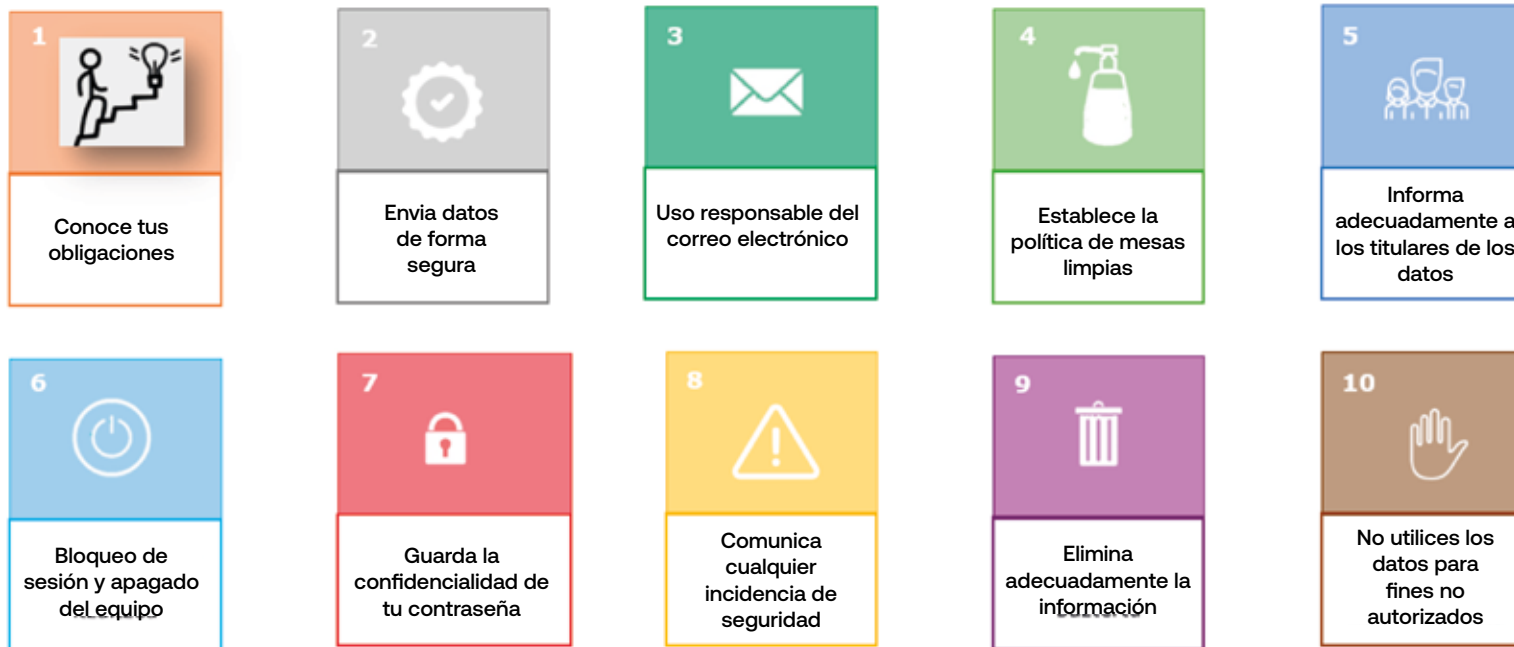 1
Conoce tus
obligaciones
2
Envia datos
de forma
segura
3
Uso responsable del
correo electrónico
4
Establece la
política de mesas
limpias
5
Informa
adecuadamente a
los titulares de los
datos
6
Bloqueo de
sesión y apagado
del equipo
7
Guarda la
confidencialidad de
tu contraseña
8
Comunica
cualquier
incidencia de
seguridad
9
Elimina
adecuadamente la
información
10
No utilices los
datos para
fines no
autorizados